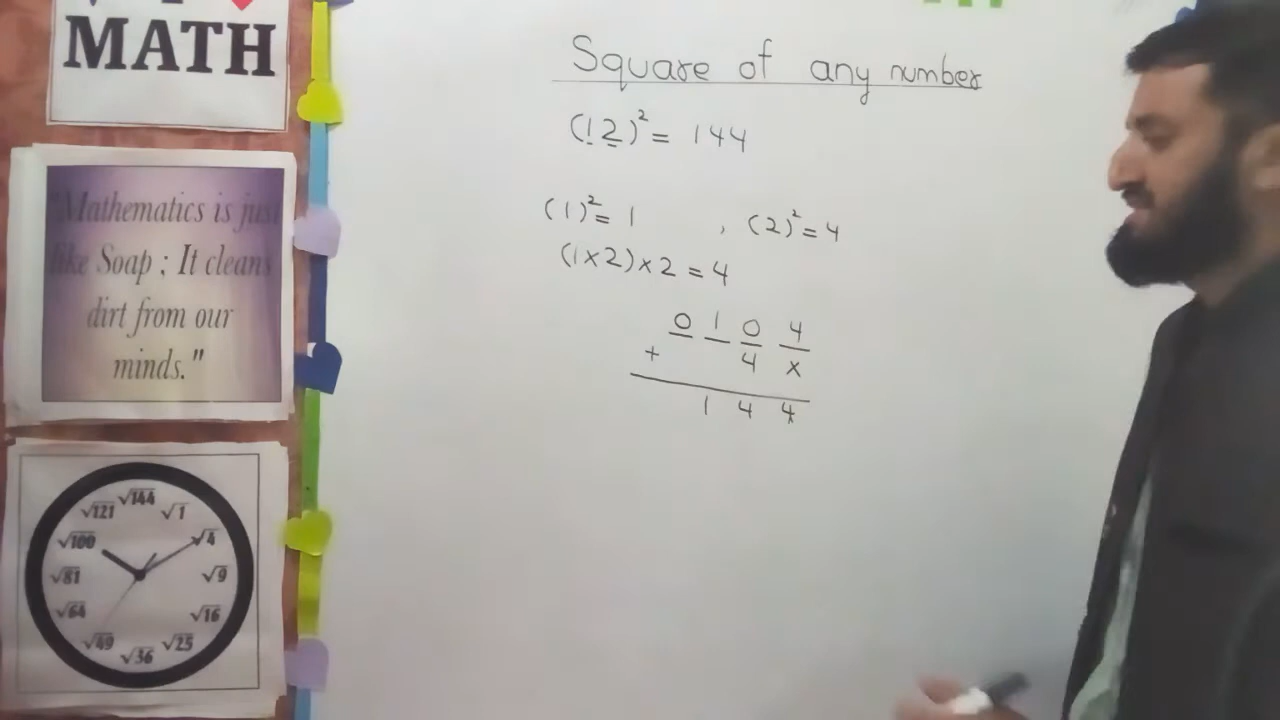 MATH
"Mathematics is just
like Soap ; It cleans
dirt from our
minds."
√144
√1
√4
√9
√16
√25
√36
√49
√64
√81
√100
√121
Square of any number
(12)² = 144
(1)² = 1 , (2)² = 4
(1×2)×2 = 4
0 1 0 4
+ 4 x
1 4 4